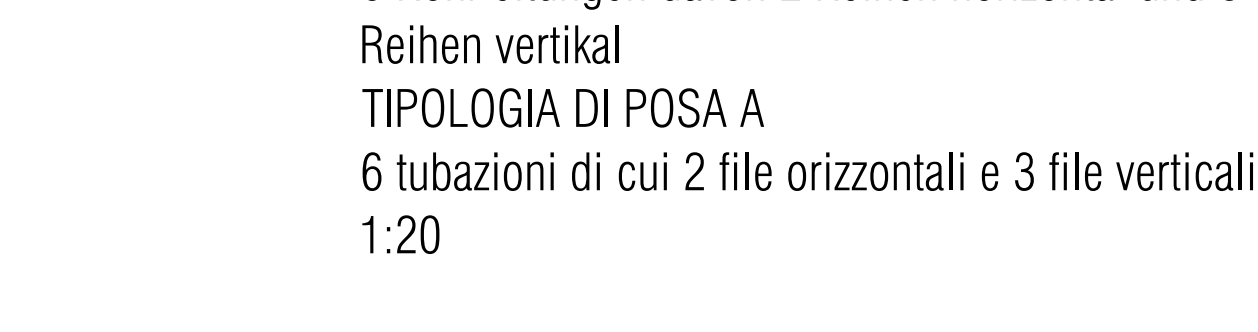 Reihen vertikal
TIPOLOGIA DI POSA A
6 tubazioni di cui 2 file orizzontali e 3 file verticali
1:20